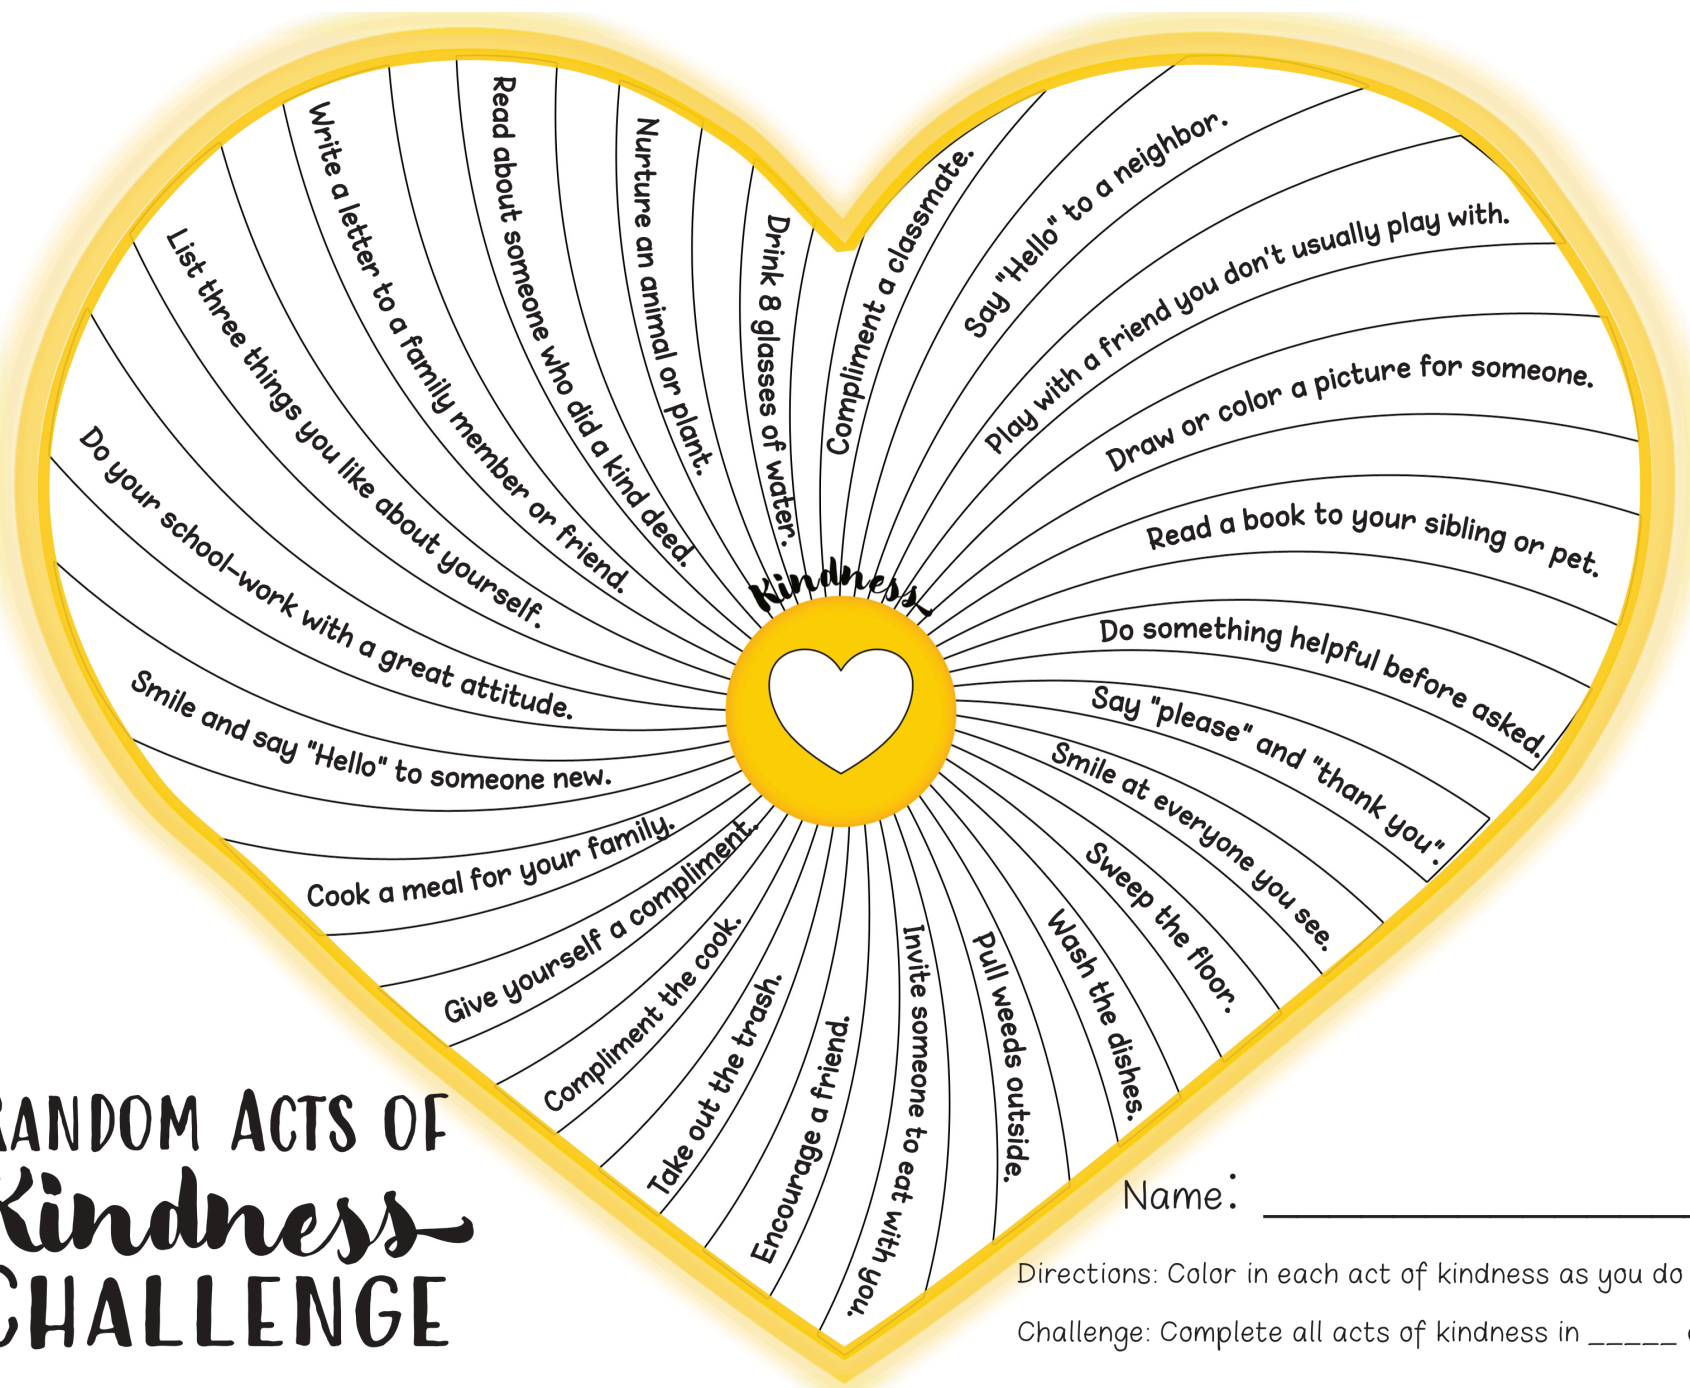 Compliment a classmate.
Say "Hello" to a neighbor.
Play with a friend you don't usually play with.
Draw or color a picture for someone.
Read a book to your sibling or pet.
Do something helpful before asked.
Say "please" and "thank you".
Smile at everyone you see.
Sweep the floor.
Wash the dishes.
Pull weeds outside.
Invite someone to eat with you.
Encourage a friend.
Take out the trash.
Compliment the cook.
Give yourself a compliment.
Cook a meal for your family.
Smile and say "Hello" to someone new.
Do your school-work with a great attitude.
List three things you like about yourself.
Write a letter to a family member or friend.
Read about someone who did a kind deed.
Nurture an animal or plant.
Drink 8 glasses of water.
Kindness
RANDOM ACTS OF
Kindness
CHALLENGE
Name: ____________________
Directions: Color in each act of kindness as you do
Challenge: Complete all acts of kindness in _____